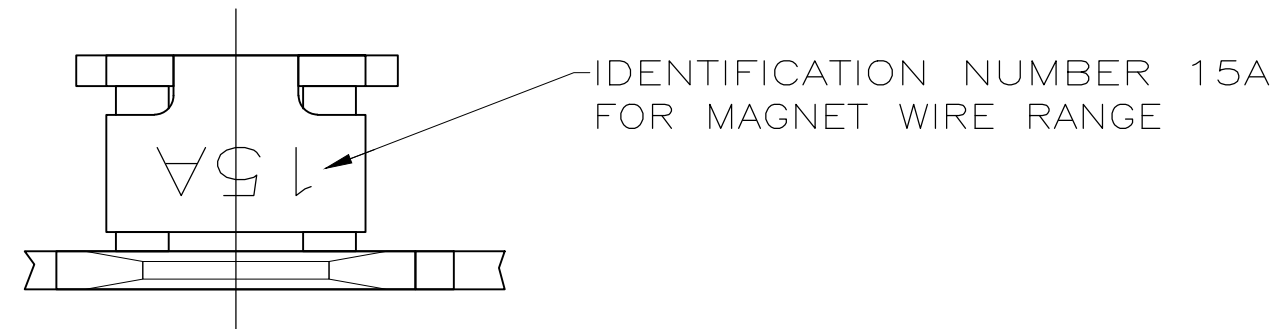 IDENTIFICATION NUMBER 15A
FOR MAGNET WIRE RANGE
15A